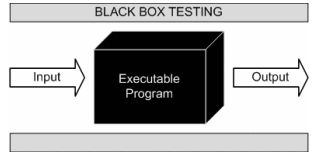 BLACK BOX TESTING
Input
Executable
Program
Output